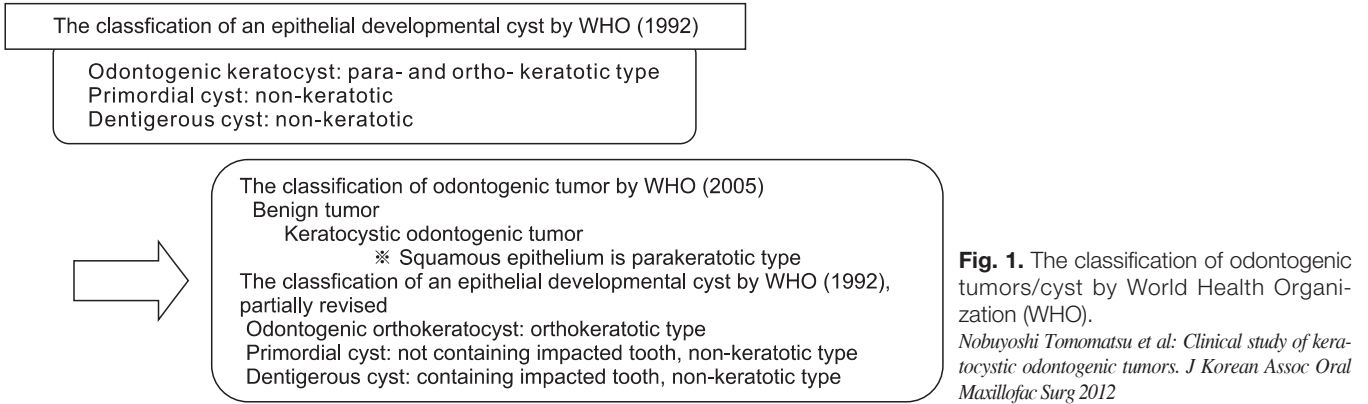 The classfication of an epithelial developmental cyst by WHO (1992)
Odontogenic keratocyst: para- and ortho- keratotic type
Primordial cyst: non-keratotic
Dentigerous cyst: non-keratotic
The classification of odontogenic tumor by WHO (2005)
Benign tumor
Keratocystic odontogenic tumor
※ Squamous epithelium is parakeratotic type
The classfication of an epithelial developmental cyst by WHO (1992),
partially revised
Odontogenic orthokeratocyst: orthokeratotic type
Primordial cyst: not containing impacted tooth, non-keratotic type
Dentigerous cyst: containing impacted tooth, non-keratotic type
Fig. 1. The classification of odontogenic
tumors/cyst by World Health Organi-
zation (WHO).
Nobuyoshi Tomomatsu et al: Clinical study of kera-
tocystic odontogenic tumors. J Korean Assoc Oral
Maxillofac Surg 2012